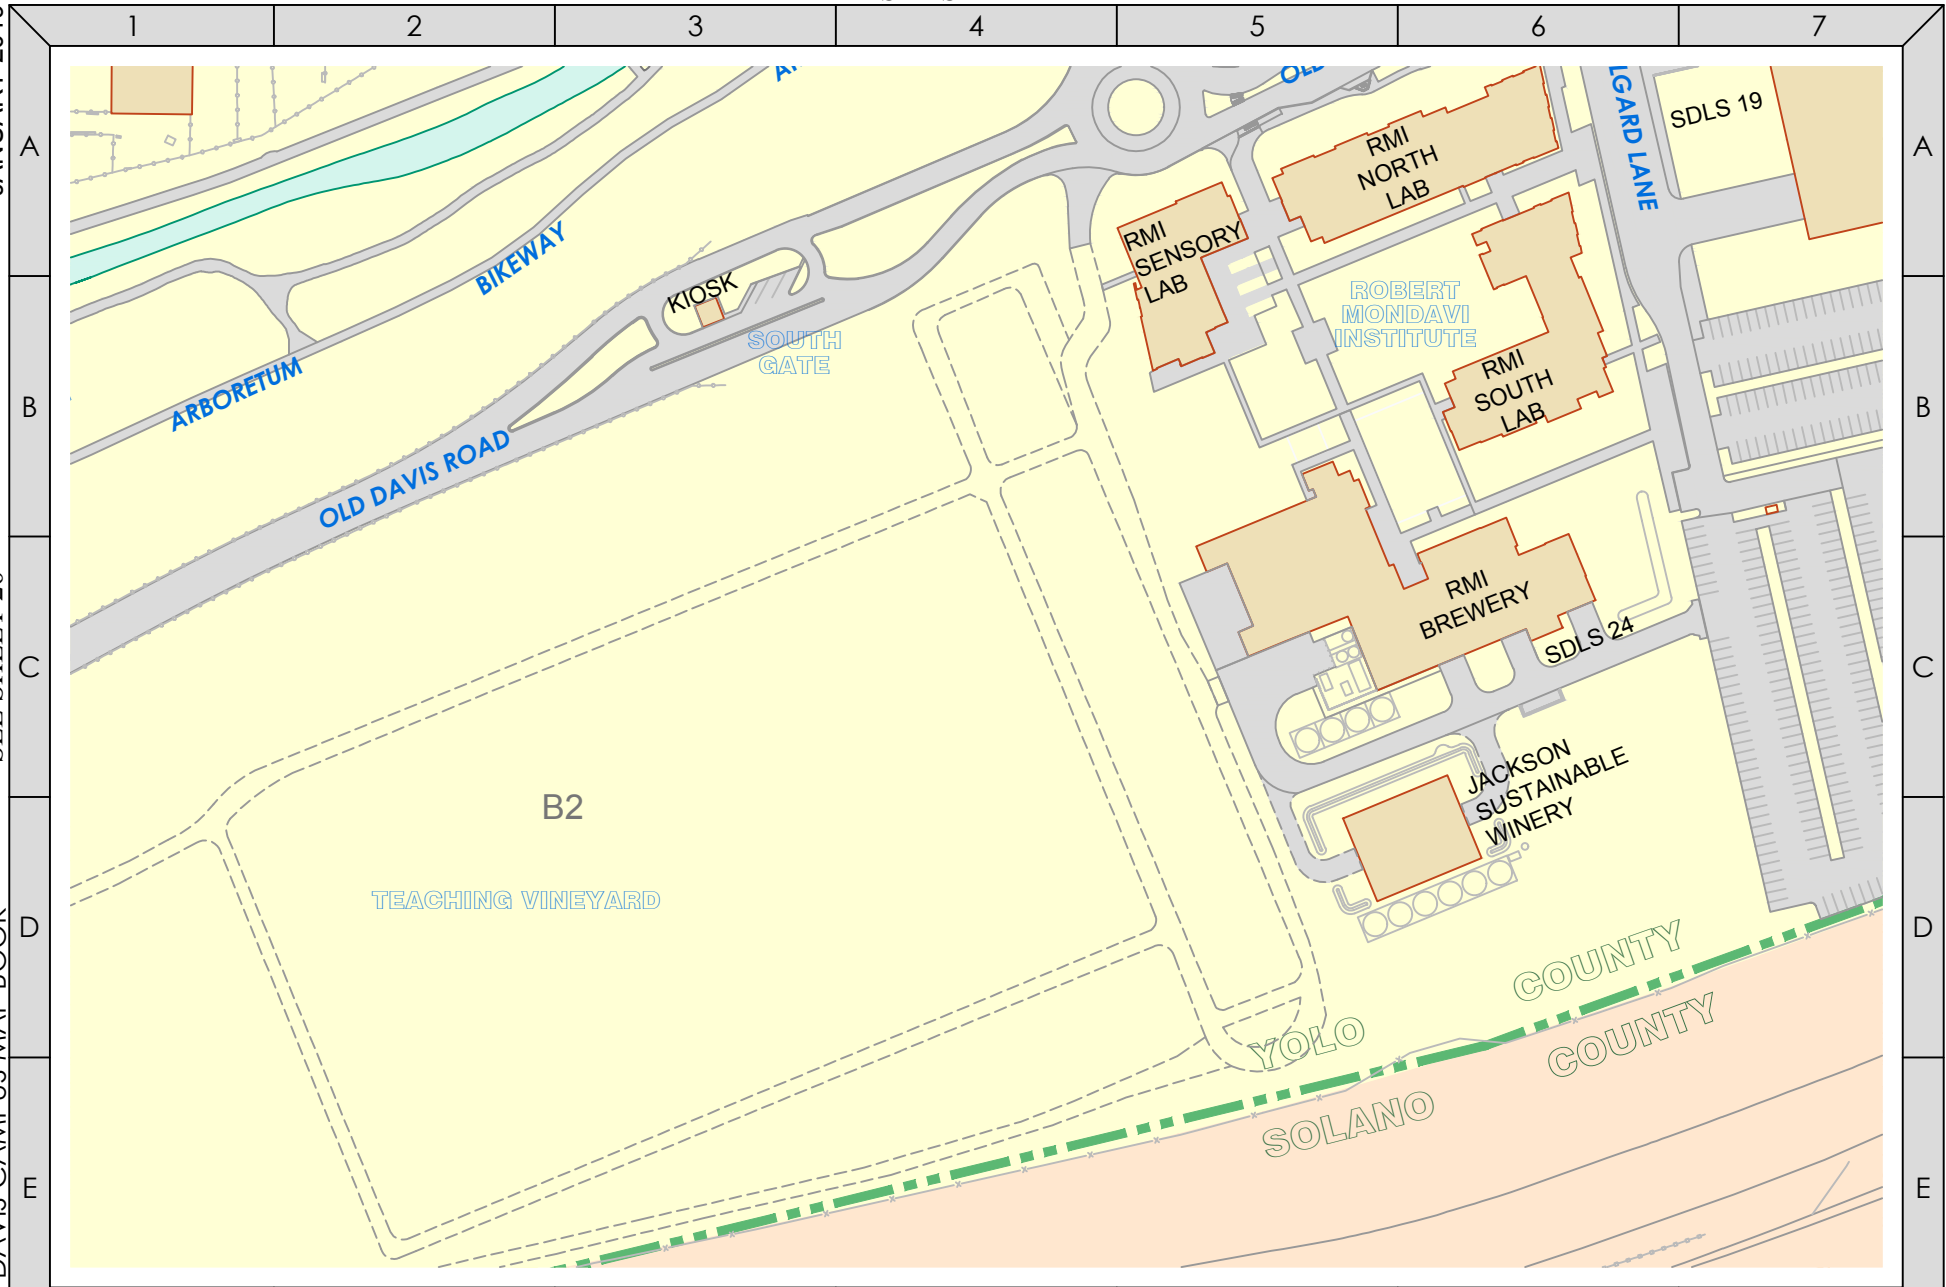 1 2 3 4 5 6 7
A
A
B
B
C
C
D
D
E
E
OLD
LGARD LANE
SDLS 19
RMI
NORTH
LAB
RMI
SENSORY
LAB
BIKEWAY
KIOSK
SOUTH
GATE
ROBERT
MONDAVI
INSTITUTE
RMI
SOUTH
LAB
ARBORETUM
OLD DAVIS ROAD
RMI
BREWERY
SDLS 24
JACKSON
SUSTAINABLE
WINERY
B2
TEACHING VINEYARD
YOLO COUNTY
SOLANO COUNTY